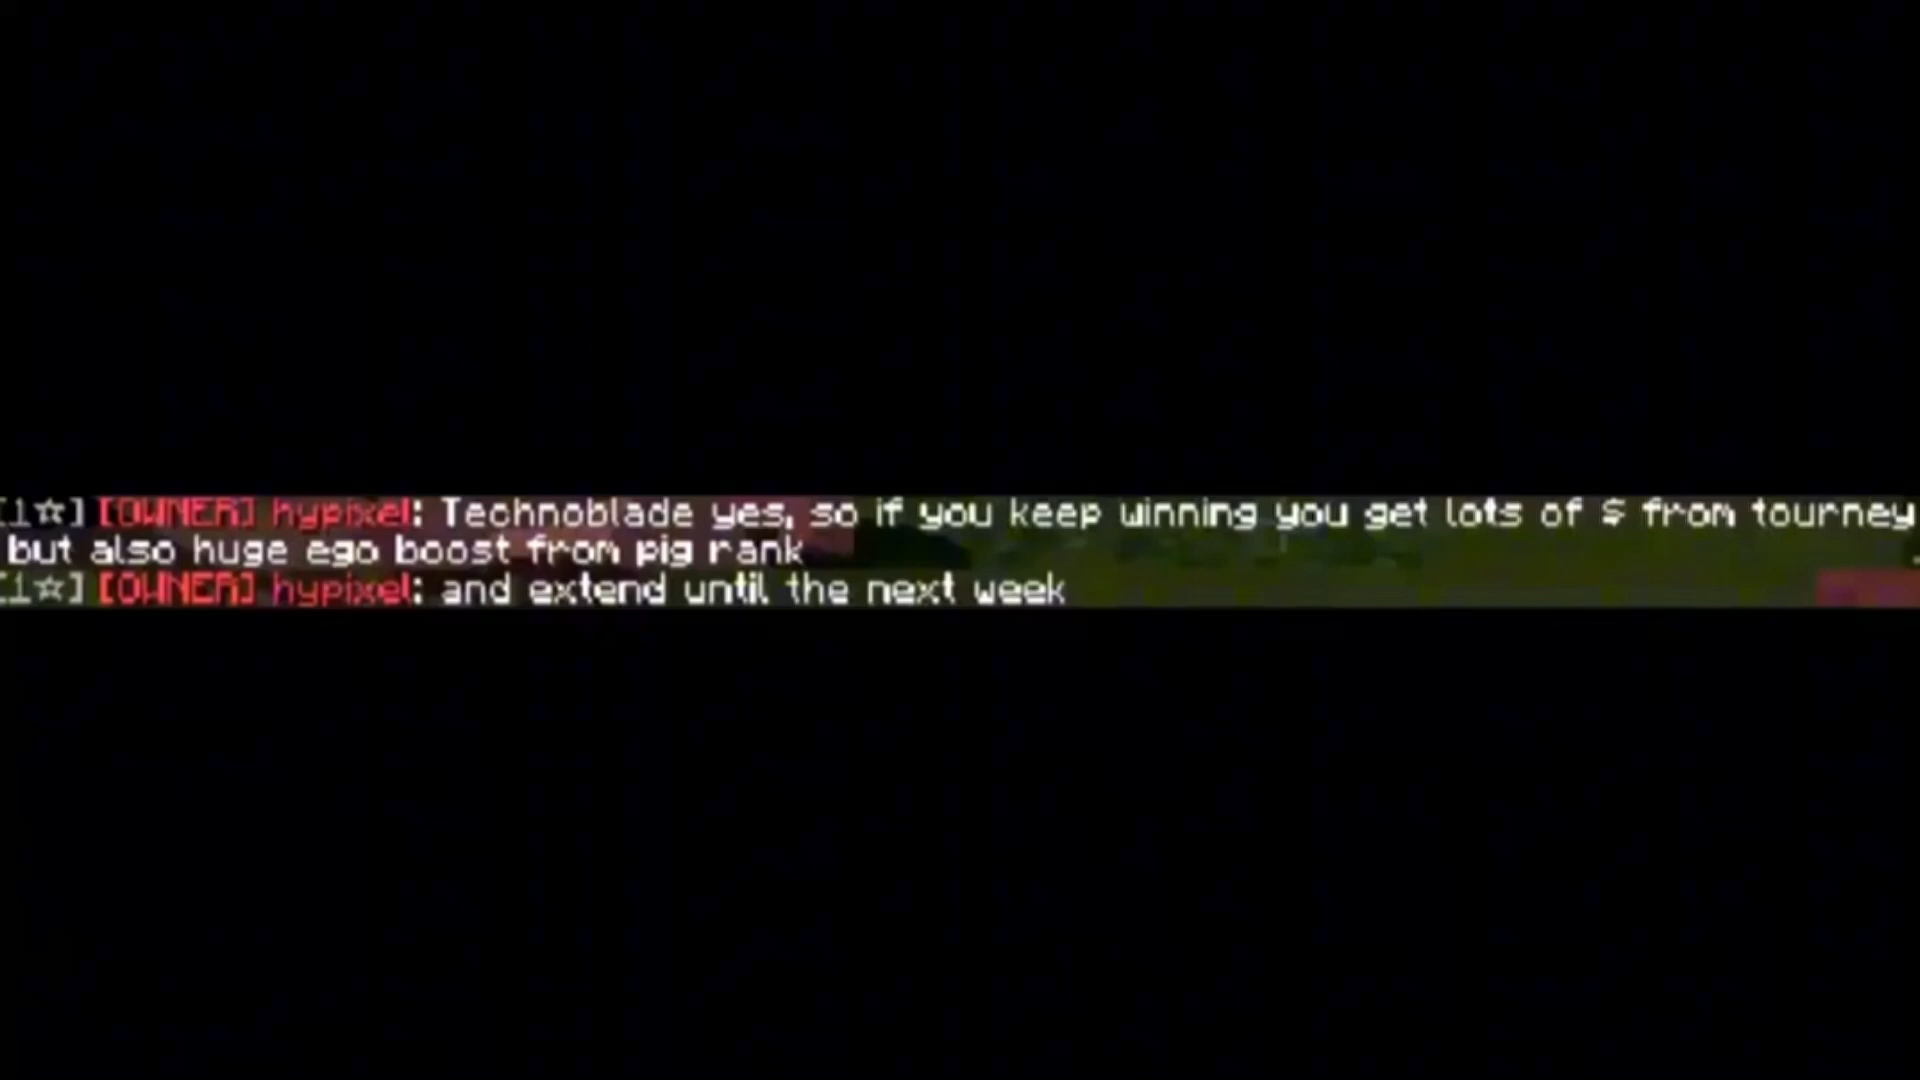 [1☆] [OWNER] hypixel: Technoblade yes, so if you keep winning you get lots of $ from tourney
but also huge ego boost from pig rank
[1☆] [OWNER] hypixel: and extend until the next week